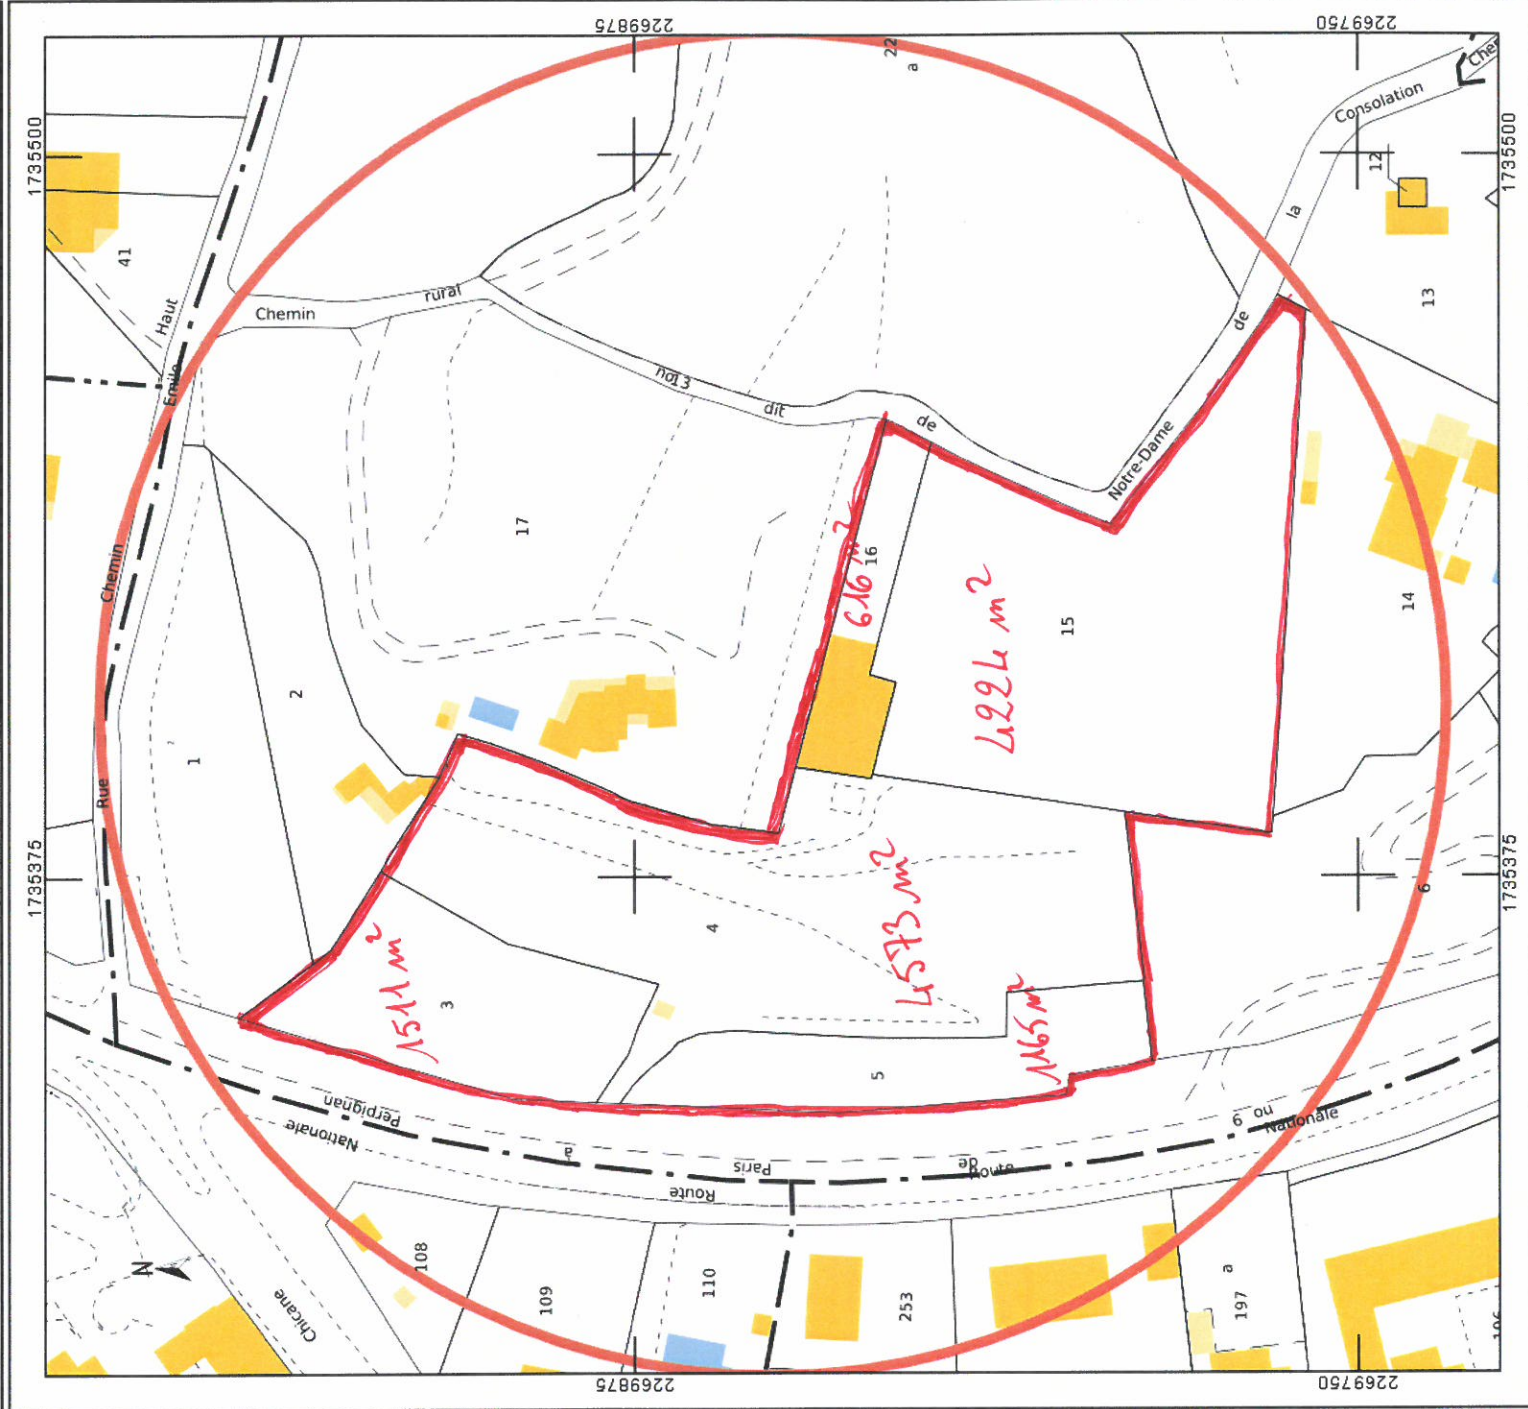 2269875
2269750
22
a
Che
Consolation
1735500
1735500
12
41
la
13
Haut
Chemin
rural
de
Emile
no13
dit
de
Notre-Dame
17
616 m²
16
Chemin
4224 m²
15
14
2
1
Rue
1735375
1735375
4573 m²
4
6
1511 m²
3
1165 m²
5
Perpignan
Nationale
à
Paris
de
Route
Route
no 9
Nationale
N
108
110
a
109
253
197
Chicane
2269875
2269750